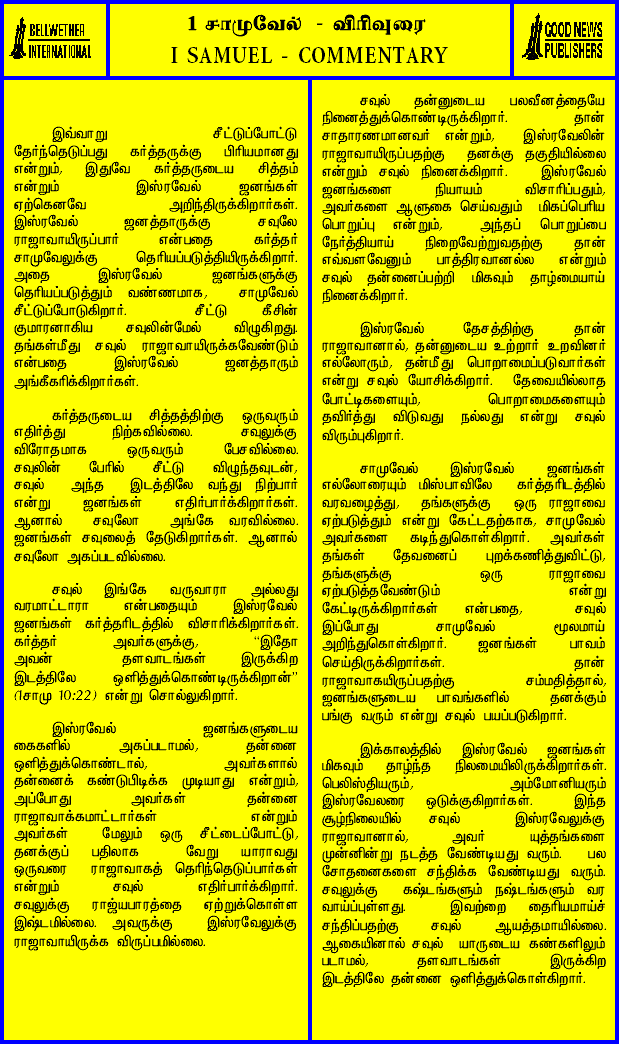 BELLWETHER
INTERNATIONAL
1 சாமுவேல் - விரிவுரை
I SAMUEL - COMMENTARY
GOOD NEWS
PUBLISHERS
இவ்வாறு சீட்டுப்போட்டு
தேர்ந்தெடுப்பது கர்த்தருக்கு பிரியமானது
என்றும், இதுவே கர்த்தருடைய சித்தம்
என்றும் இஸ்ரவேல் ஜனங்கள்
ஏற்கெனவே அறிந்திருக்கிறார்கள்.
இஸ்ரவேல் ஜனத்தாருக்கு சவுலே
ராஜாவாயிருப்பார் என்பதை கர்த்தர்
சாமுவேலுக்கு தெரியப்படுத்தியிருக்கிறார்.
அதை இஸ்ரவேல் ஜனங்களுக்கு
தெரியப்படுத்தும் வண்ணமாக, சாமுவேல்
சீட்டுப்போடுகிறார். சீட்டு கீசின்
குமாரனாகிய சவுலின்மேல் விழுகிறது.
தங்கள்மீது சவுல் ராஜாவாயிருக்கவேண்டும்
என்பதை இஸ்ரவேல் ஜனத்தாரும்
அங்கீகரிக்கிறார்கள்.
கர்த்தருடைய சித்தத்திற்கு ஒருவரும்
எதிர்த்து நிற்கவில்லை. சவுலுக்கு
விரோதமாக ஒருவரும் பேசவில்லை.
சவுலின் பேரில் சீட்டு விழுந்தவுடன்,
சவுல் அந்த இடத்திலே வந்து நிற்பார்
என்று ஜனங்கள் எதிர்பார்க்கிறார்கள்.
ஆனால் சவுலோ அங்கே வரவில்லை.
ஜனங்கள் சவுலைத் தேடுகிறார்கள். ஆனால்
சவுலோ அகப்படவில்லை.
சவுல் இங்கே வருவாரா அல்லது
வரமாட்டாரா என்பதையும் இஸ்ரவேல்
ஜனங்கள் கர்த்தரிடத்தில் விசாரிக்கிறார்கள்.
கர்த்தர் அவர்களுக்கு, "இதோ
அவன் தளவாடங்கள் இருக்கிற
இடத்திலே ஒளித்துக்கொண்டிருக்கிறான்"
(1சாமு 10:22) என்று சொல்லுகிறார்.
இஸ்ரவேல் ஜனங்களுடைய
கைகளில் அகப்படாமல், தன்னை
ஒளித்துக்கொண்டால், அவர்களால்
தன்னைக் கண்டுபிடிக்க முடியாது என்றும்,
அப்போது அவர்கள் தன்னை
ராஜாவாக்கமாட்டார்கள் என்றும்
அவர்கள் மேலும் ஒரு சீட்டைப்போட்டு,
தனக்குப் பதிலாக வேறு யாராவது
ஒருவரை ராஜாவாகத் தெரிந்தெடுப்பார்கள்
என்றும் சவுல் எதிர்பார்க்கிறார்.
சவுலுக்கு ராஜ்யபாரத்தை ஏற்றுக்கொள்ள
இஷ்டமில்லை. அவருக்கு இஸ்ரவேலுக்கு
ராஜாவாயிருக்க விருப்பமில்லை.
சவுல் தன்னுடைய பலவீனத்தையே
நினைத்துக்கொண்டிருக்கிறார். தான்
சாதாரணமானவர் என்றும், இஸ்ரவேலின்
ராஜாவாயிருப்பதற்கு தனக்கு தகுதியில்லை
என்றும் சவுல் நினைக்கிறார். இஸ்ரவேல்
ஜனங்களை நியாயம் விசாரிப்பதும்,
அவர்களை ஆளுகை செய்வதும் மிகப்பெரிய
பொறுப்பு என்றும், அந்தப் பொறுப்பை
நேர்த்தியாய் நிறைவேற்றுவதற்கு தான்
எவ்வளவேனும் பாத்திரவானல்ல என்றும்
சவுல் தன்னைப்பற்றி மிகவும் தாழ்மையாய்
நினைக்கிறார்.
இஸ்ரவேல் தேசத்திற்கு தான்
ராஜாவானால், தன்னுடைய உற்றார் உறவினர்
எல்லோரும், தன்மீது பொறாமைப்படுவார்கள்
என்று சவுல் யோசிக்கிறார். தேவையில்லாத
போட்டிகளையும், பொறாமைகளையும்
தவிர்த்து விடுவது நல்லது என்று சவுல்
விரும்புகிறார்.
சாமுவேல் இஸ்ரவேல் ஜனங்கள்
எல்லோரையும் மிஸ்பாவிலே கர்த்தரிடத்தில்
வரவழைத்து, தங்களுக்கு ஒரு ராஜாவை
ஏற்படுத்தும் என்று கேட்டதற்காக, சாமுவேல்
அவர்களை கடிந்துகொள்கிறார். அவர்கள்
தங்கள் தேவனைப் புறக்கணித்துவிட்டு,
தங்களுக்கு ஒரு ராஜாவை
ஏற்படுத்தவேண்டும் என்று
கேட்டிருக்கிறார்கள் என்பதை, சவுல்
இப்போது சாமுவேல் மூலமாய்
அறிந்துகொள்கிறார். ஜனங்கள் பாவம்
செய்திருக்கிறார்கள். தான்
ராஜாவாகயிருப்பதற்கு சம்மதித்தால்,
ஜனங்களுடைய பாவங்களில் தனக்கும்
பங்கு வரும் என்று சவுல் பயப்படுகிறார்.
இக்காலத்தில் இஸ்ரவேல் ஜனங்கள்
மிகவும் தாழ்ந்த நிலமையிலிருக்கிறார்கள்.
பெலிஸ்தியரும், அம்மோனியரும்
இஸ்ரவேலரை ஒடுக்குகிறார்கள். இந்த
சூழ்நிலையில் சவுல் இஸ்ரவேலுக்கு
ராஜாவானால், அவர் யுத்தங்களை
முன்னின்று நடத்த வேண்டியது வரும். பல
சோதனைகளை சந்திக்க வேண்டியது வரும்.
சவுலுக்கு கஷ்டங்களும் நஷ்டங்களும் வர
வாய்ப்புள்ளது. இவற்றை தைரியமாய்ச்
சந்திப்பதற்கு சவுல் ஆயத்தமாயில்லை.
ஆகையினால் சவுல் யாருடைய கண்களிலும்
படாமல், தளவாடங்கள் இருக்கிற
இடத்திலே தன்னை ஒளித்துக்கொள்கிறார்.